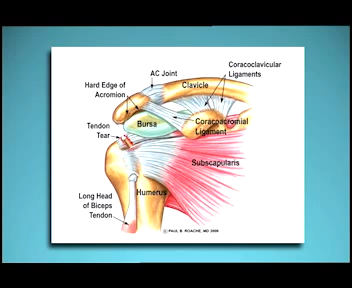 Coracoclavicular
Ligaments
AC Joint
Hard Edge of
Acromion
Clavicle
Bursa
Coracoacromial
Ligament
Tendon
Tear
Subscapularis
Long Head
of Biceps
Tendon
Humerus
© PAUL B. ROACHE, MD 2009